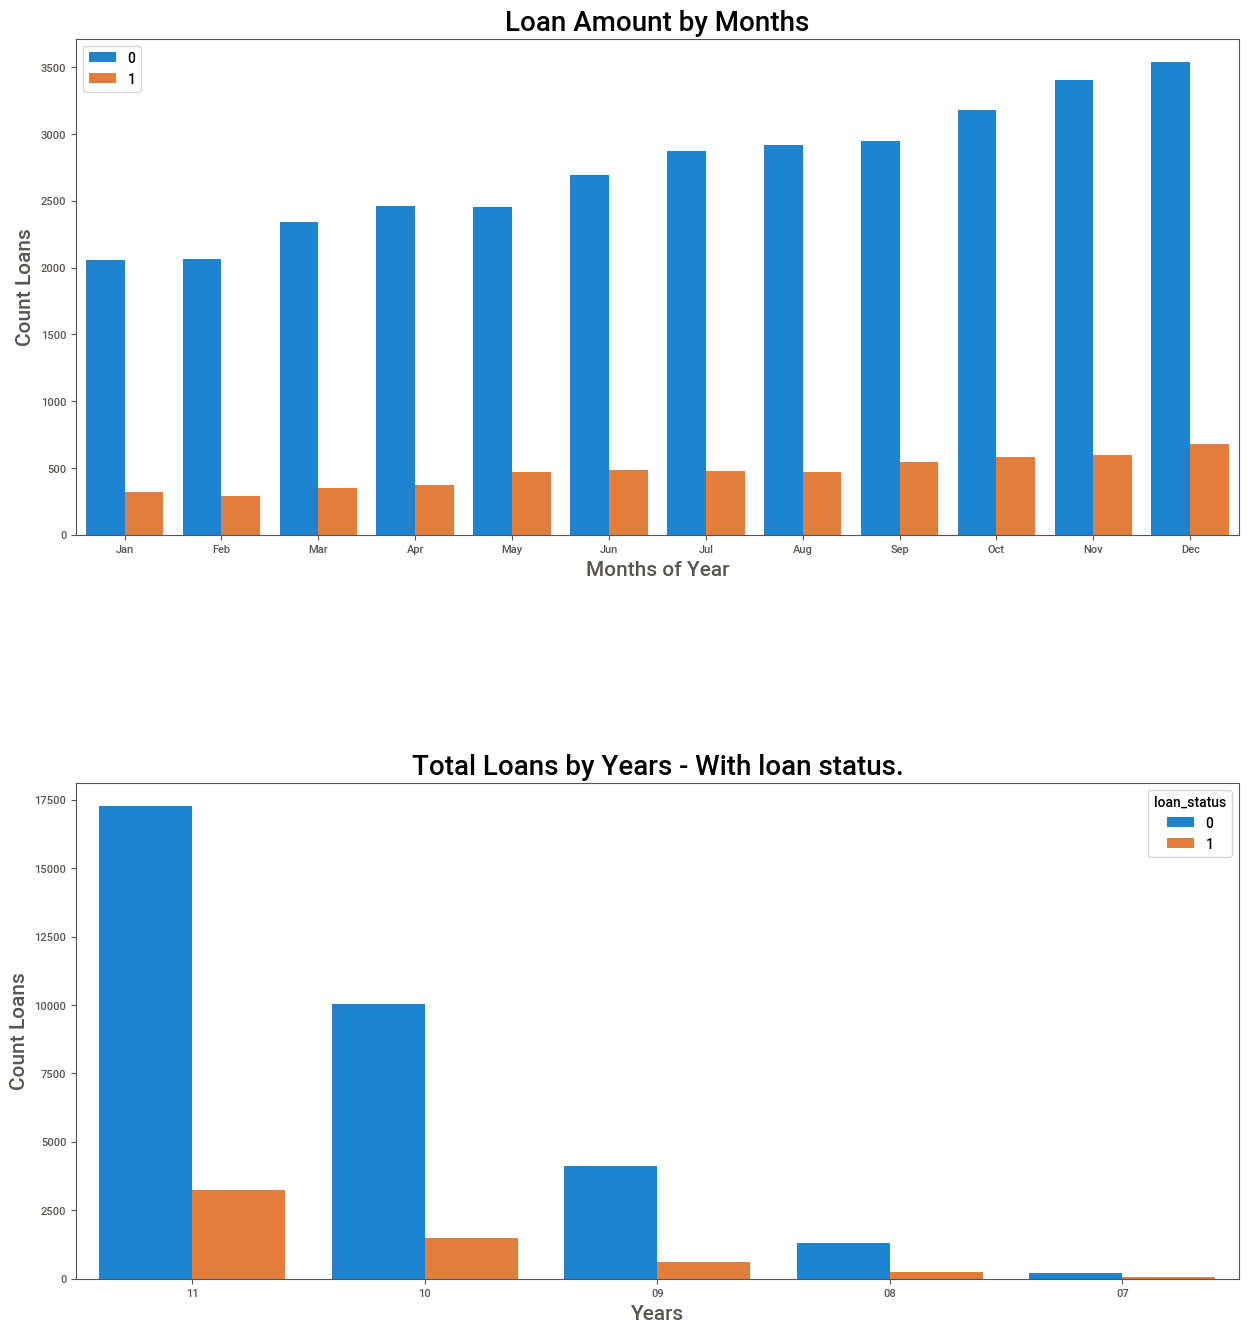 Loan Amount by Months
0
1
3500
3000
2500
2000
1500
1000
500
0
Count Loans
Jan Feb Mar Apr May Jun Jul Aug Sep Oct Nov Dec
Months of Year
Total Loans by Years - With loan status.
loan_status
0
1
17500
15000
12500
10000
7500
5000
2500
0
Count Loans
11 10 09 08 07
Years